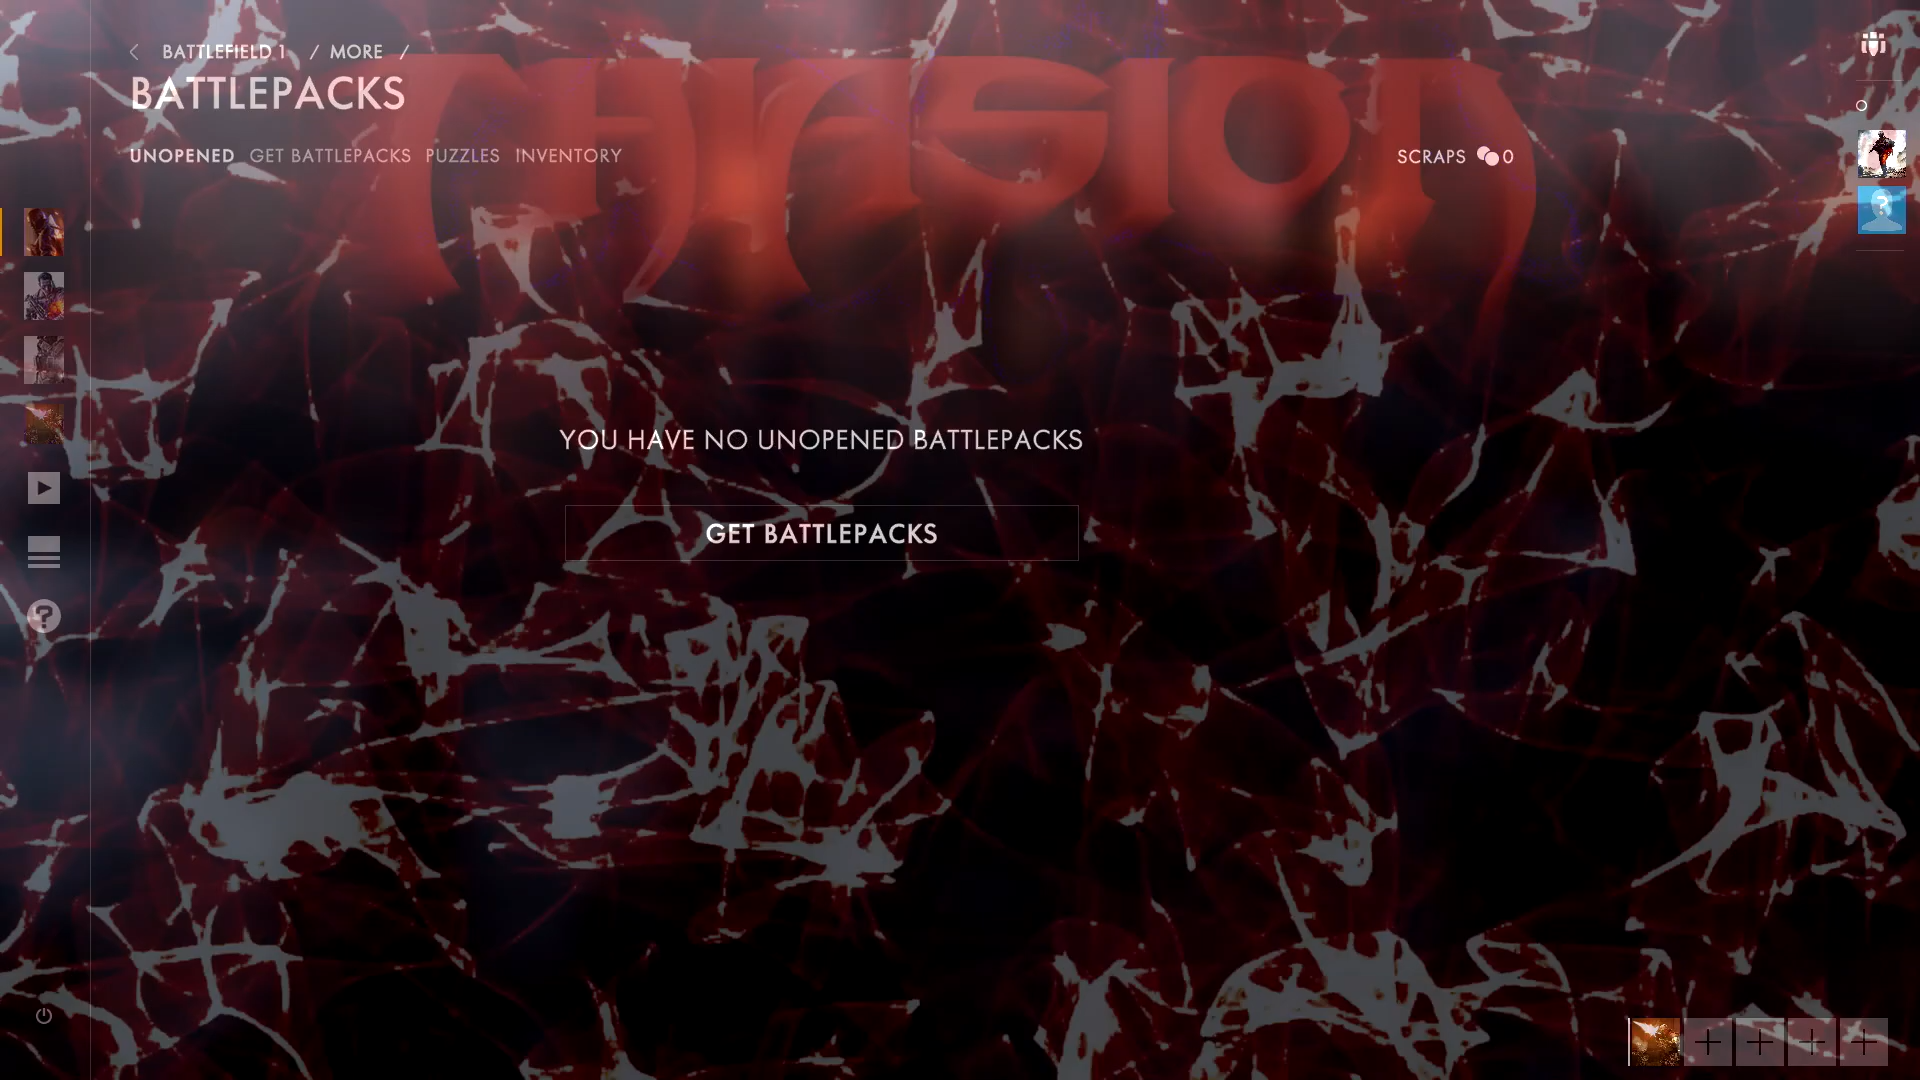 BATTLEFIELD 1 / MORE /
BATTLEPACKS
UNOPENED GET BATTLEPACKS PUZZLES INVENTORY
SCRAPS 0
YOU HAVE NO UNOPENED BATTLEPACKS
GET BATTLEPACKS